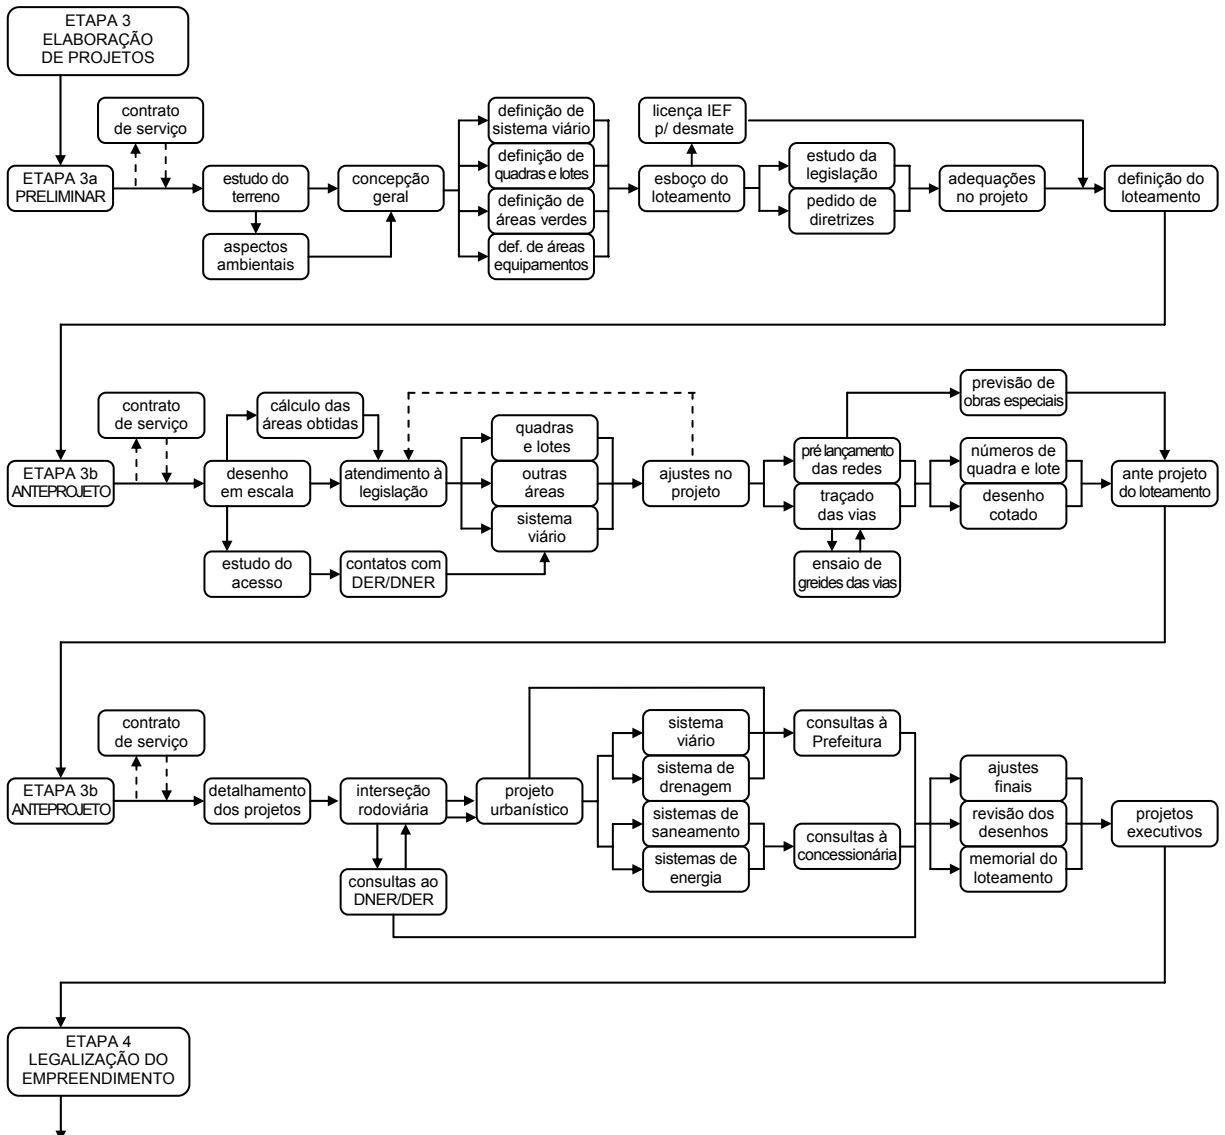 ETAPA 3
ELABORAÇÃO
DE PROJETOS
contrato
de serviço
ETAPA 3a
PRELIMINAR
estudo do
terreno
aspectos
ambientais
concepção
geral
definição de
sistema viário
definição de
quadras e lotes
definição de
áreas verdes
def. de áreas
equipamentos
licença IEF
p/ desmate
esboço do
loteamento
estudo da
legislação
pedido de
diretrizes
adequações
no projeto
definição do
loteamento
contrato
de serviço
ETAPA 3b
ANTEPROJETO
cálculo das
áreas obtidas
desenho
em escala
estudo do
acesso
atendimento à
legislação
contatos com
DER/DNER
quadras
e lotes
outras
áreas
sistema
viário
ajustes no
projeto
pré lançamento
das redes
traçado
das vias
ensaio de
greides das vias
previsão de
obras especiais
números de
quadra e lote
desenho
cotado
ante projeto
do loteamento
contrato
de serviço
ETAPA 3b
ANTEPROJETO
detalhamento
dos projetos
interseção
rodoviária
consultas ao
DNER/DER
projeto
urbanístico
sistema
viário
sistema de
drenagem
sistemas de
saneamento
sistemas de
energia
consultas à
Prefeitura
consultas à
concessionária
ajustes
finais
revisão dos
desenhos
memorial do
loteamento
projetos
executivos
ETAPA 4
LEGALIZAÇÃO DO
EMPREENDIMENTO